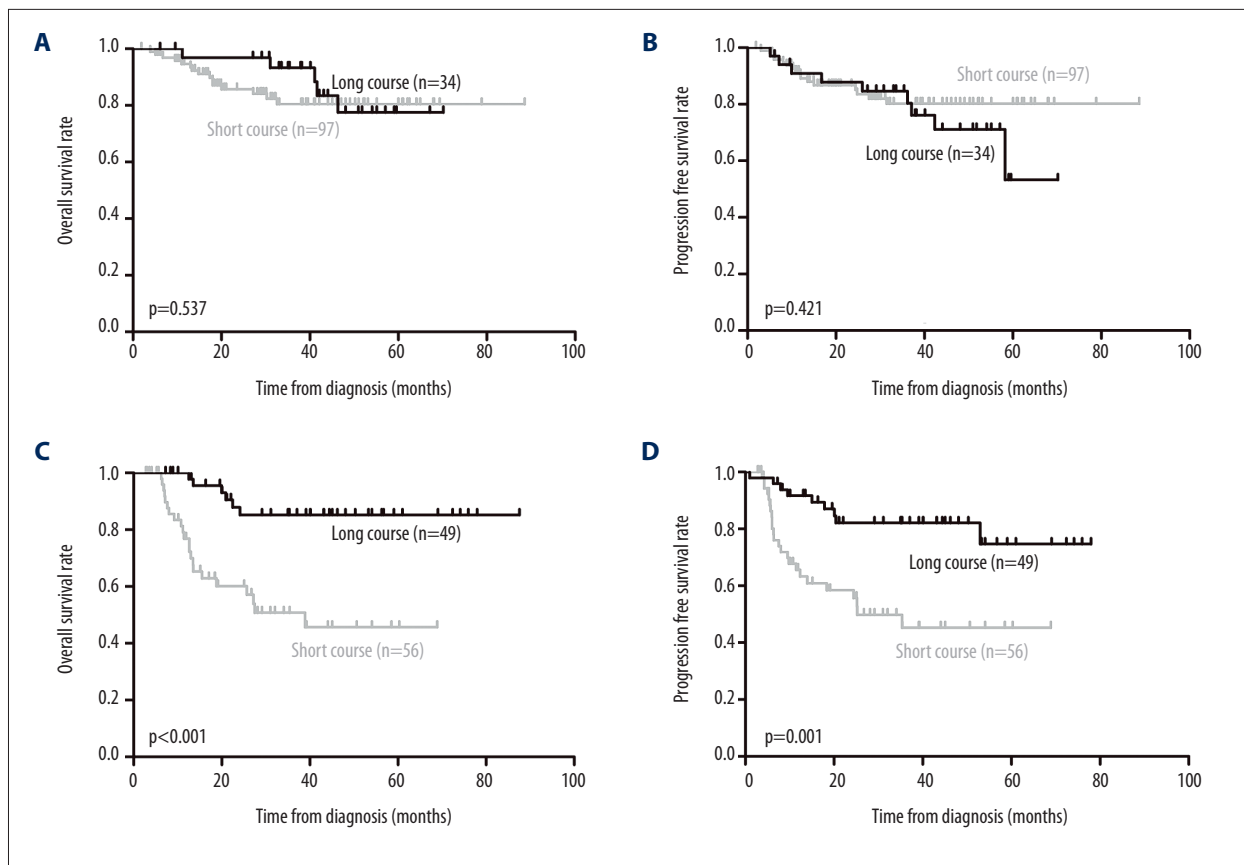 A
1.0
0.8
0.6
0.4
0.2
0.0
Overall survival rate
Long course (n=34)
Short course (n=97)
p=0.537
0 20 40 60 80 100
Time from diagnosis (months)
B
1.0
0.8
0.6
0.4
0.2
0.0
Progression free survival rate
Short course (n=97)
Long course (n=34)
p=0.421
0 20 40 60 80 100
Time from diagnosis (months)
C
1.0
0.8
0.6
0.4
0.2
0.0
Overall survival rate
Long course (n=49)
Short course (n=56)
p<0.001
0 20 40 60 80 100
Time from diagnosis (months)
D
1.0
0.8
0.6
0.4
0.2
0.0
Progression free survival rate
Long course (n=49)
Short course (n=56)
p=0.001
0 20 40 60 80 100
Time from diagnosis (months)